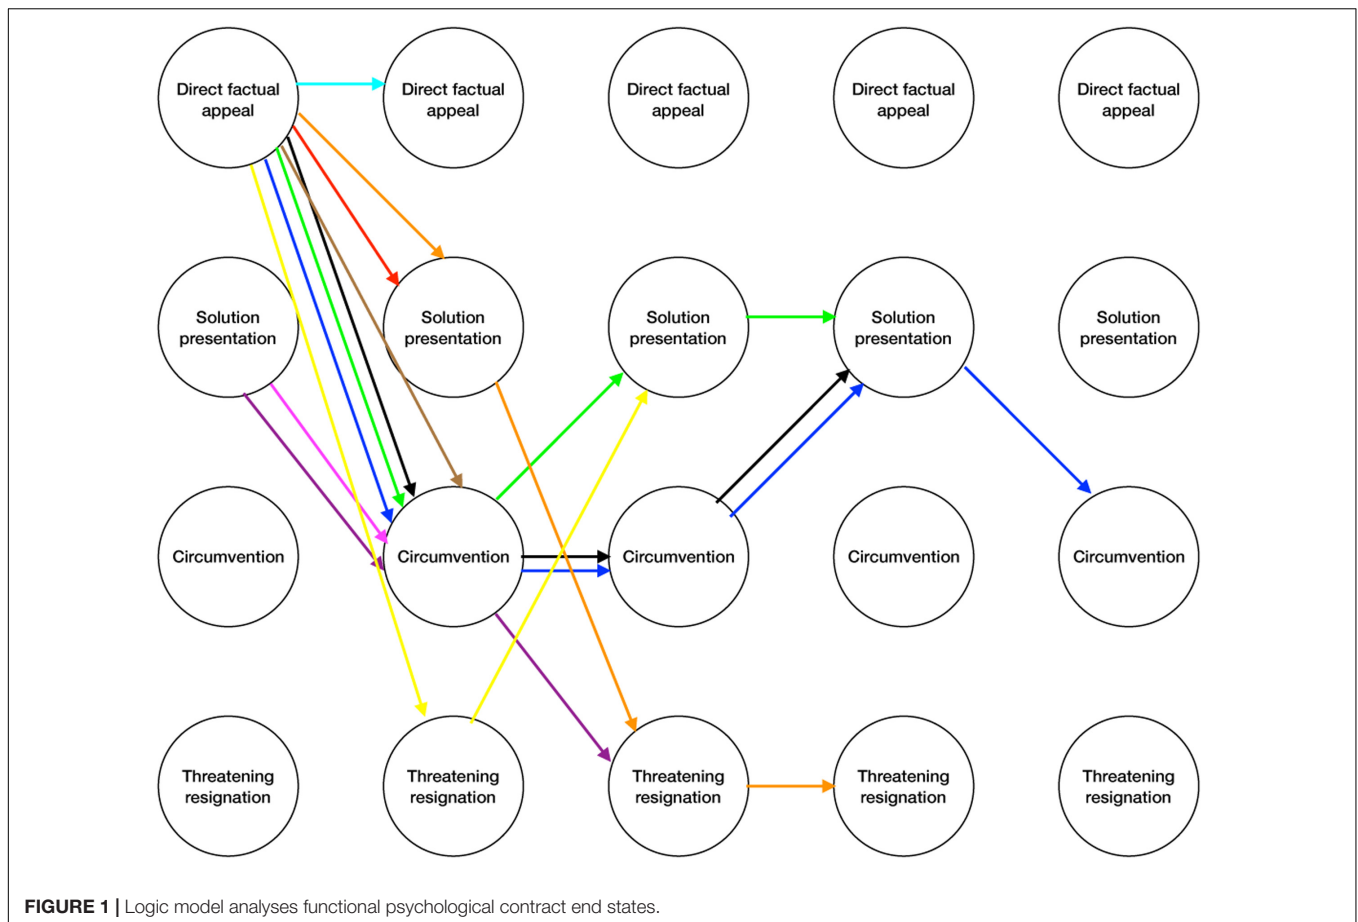 Direct factual
appeal
Direct factual
appeal
Direct factual
appeal
Direct factual
appeal
Direct factual
appeal
Solution
presentation
Solution
presentation
Solution
presentation
Solution
presentation
Solution
presentation
Circumvention
Circumvention
Circumvention
Circumvention
Circumvention
Threatening
resignation
Threatening
resignation
Threatening
resignation
Threatening
resignation
Threatening
resignation
FIGURE 1 | Logic model analyses functional psychological contract end states.